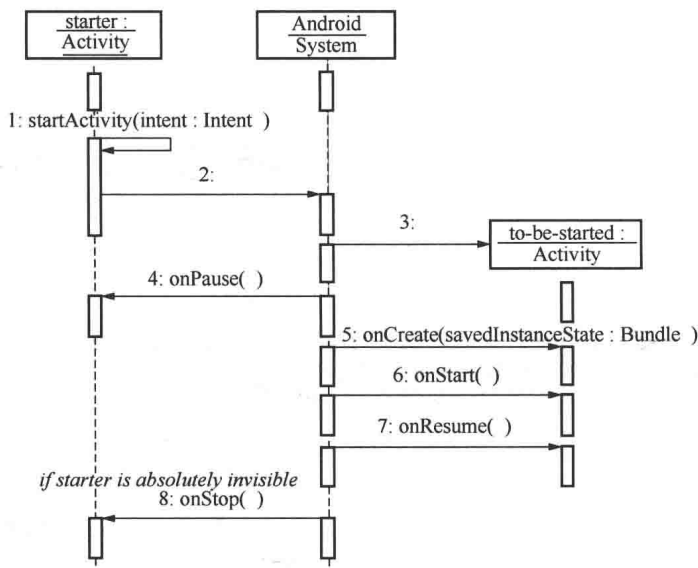 starter :
Activity
Android
System
1: startActivity(intent : Intent )
2:
3:
to-be-started :
Activity
4: onPause( )
5: onCreate(savedInstanceState : Bundle )
6: onStart( )
7: onResume( )
if starter is absolutely invisible
8: onStop( )